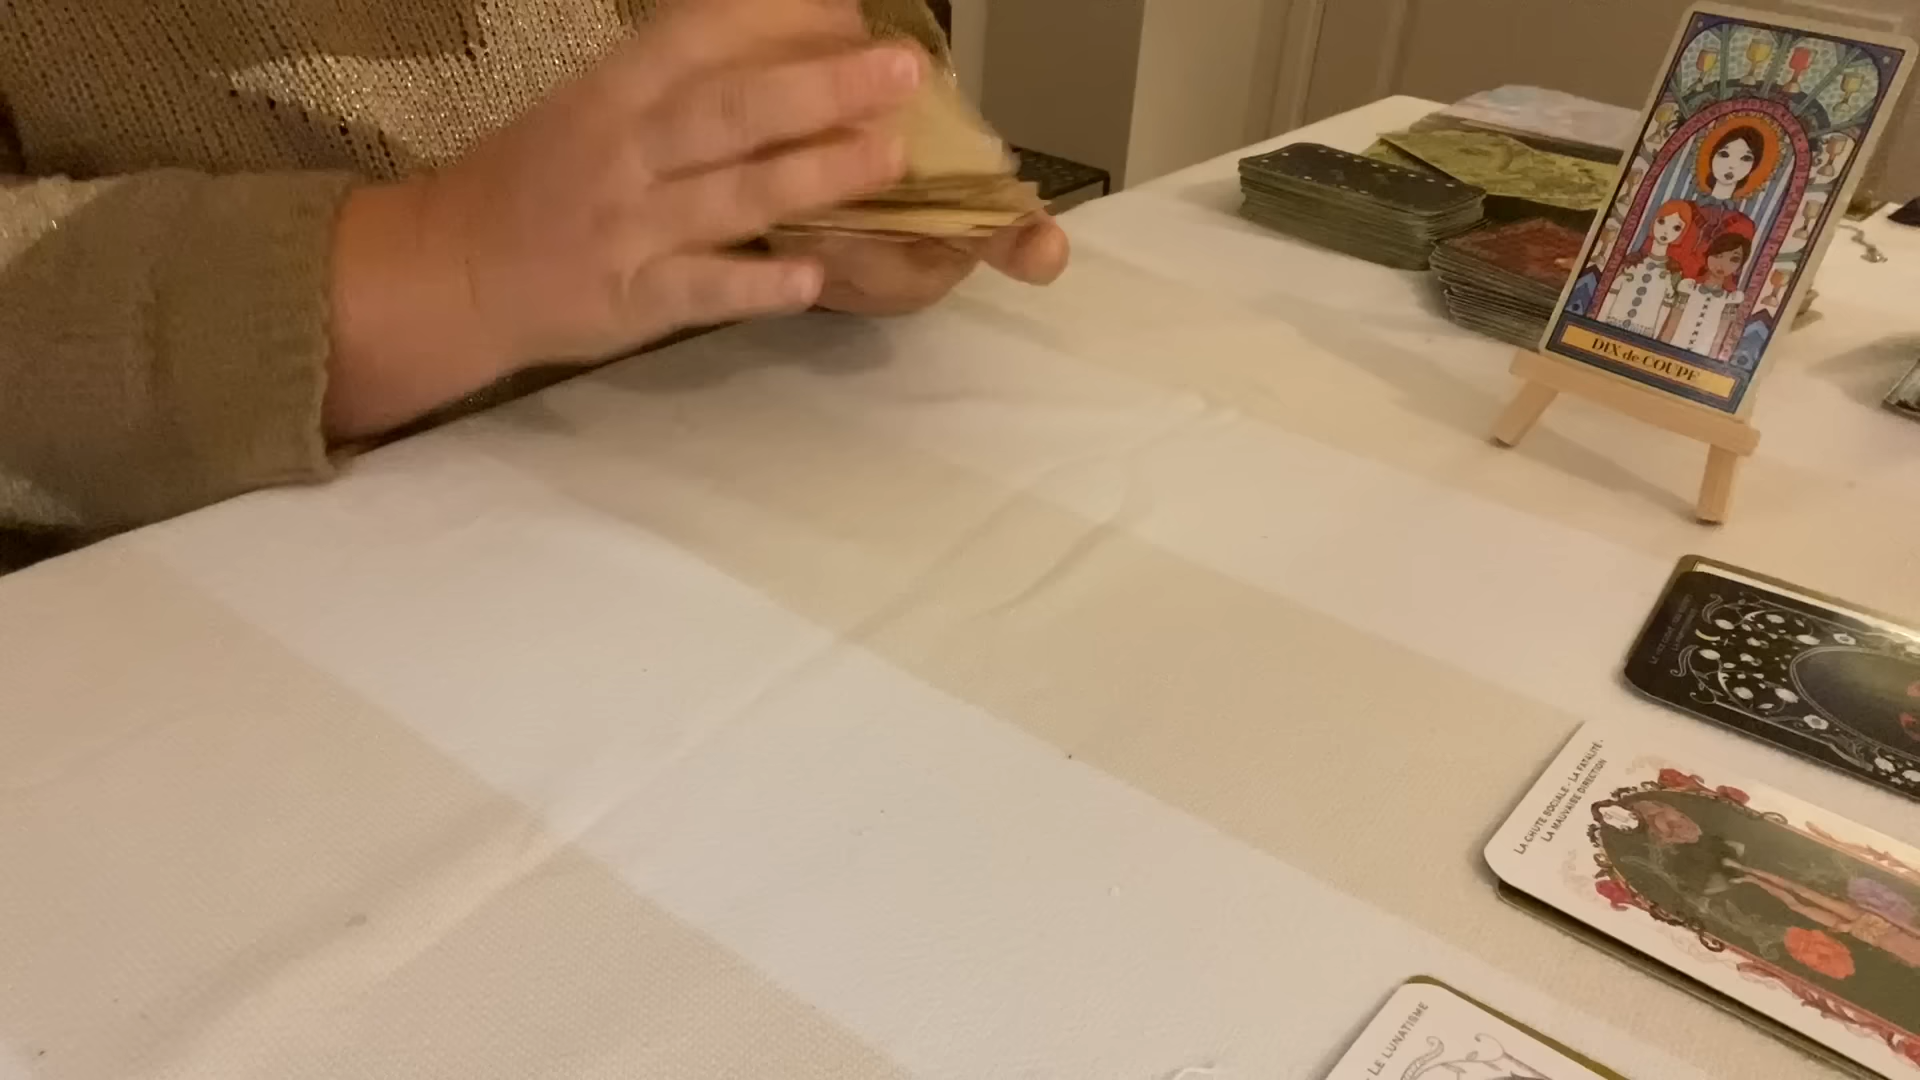 DIX de COUPE
LA CHUTE SOCIALE - LA FATALITÉ -
LA MAUVAISE DIRECTION
LE LUNATISME